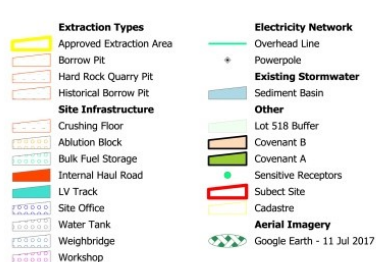 Extraction Types
Approved Extraction Area
Borrow Pit
Hard Rock Quarry Pit
Historical Borrow Pit
Site Infrastructure
Crushing Floor
Ablution Block
Bulk Fuel Storage
Internal Haul Road
LV Track
Site Office
Water Tank
Weighbridge
Workshop
Electricity Network
Overhead Line
Powerpole
Existing Stormwater
Sediment Basin
Other
Lot 518 Buffer
Covenant B
Covenant A
Sensitive Receptors
Subect Site
Cadastre
Aerial Imagery
Google Earth - 11 Jul 2017